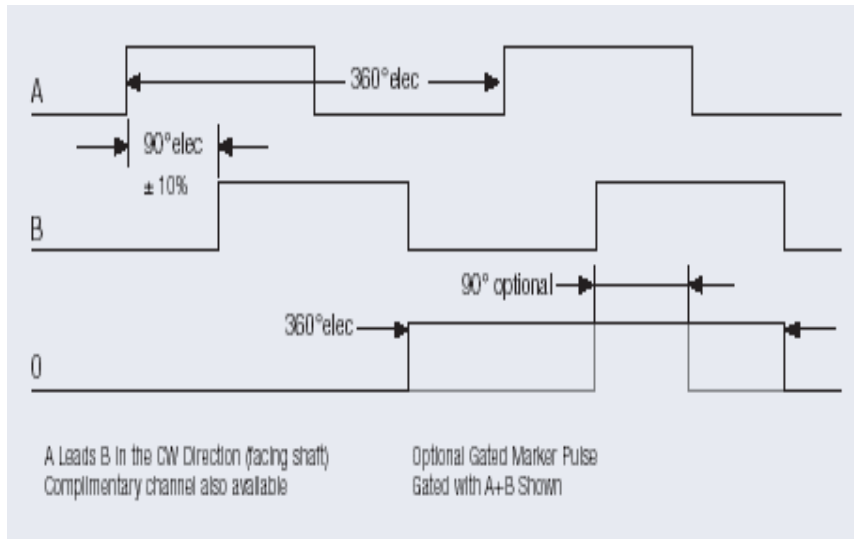 A
360°elec
90°elec
± 10%
B
90° optional
360°elec
0
A Leads B in the CW Direction (facing shaft)
Complimentary channel also available
Optional Gated Marker Pulse
Gated with A+B Shown